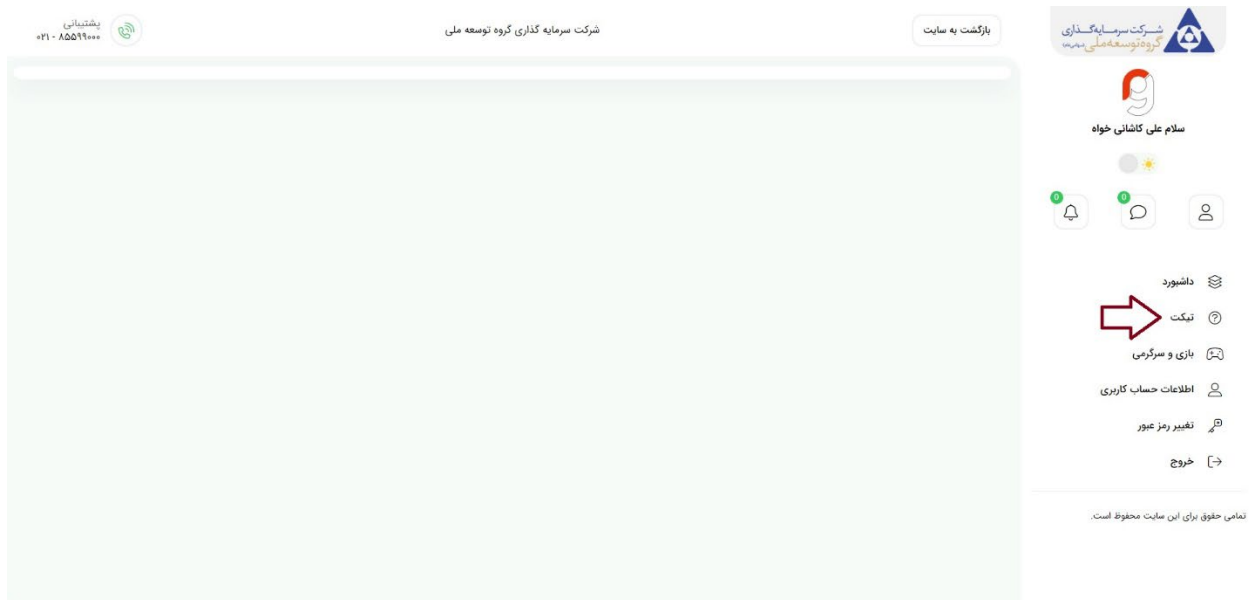 شرکت سرمایه گذاری
گروه توسعه ملی
بازگشت به سایت
شرکت سرمایه گذاری گروه توسعه ملی
پشتیبانی
۰۲۱ - ۸۵۵۹۹۰۰۰
سلام علی کاشانی خواه
0
0
داشبورد
تیکت
بازی و سرگرمی
اطلاعات حساب کاربری
تغییر رمز عبور
خروج
تمامی حقوق برای این سایت محفوظ است.